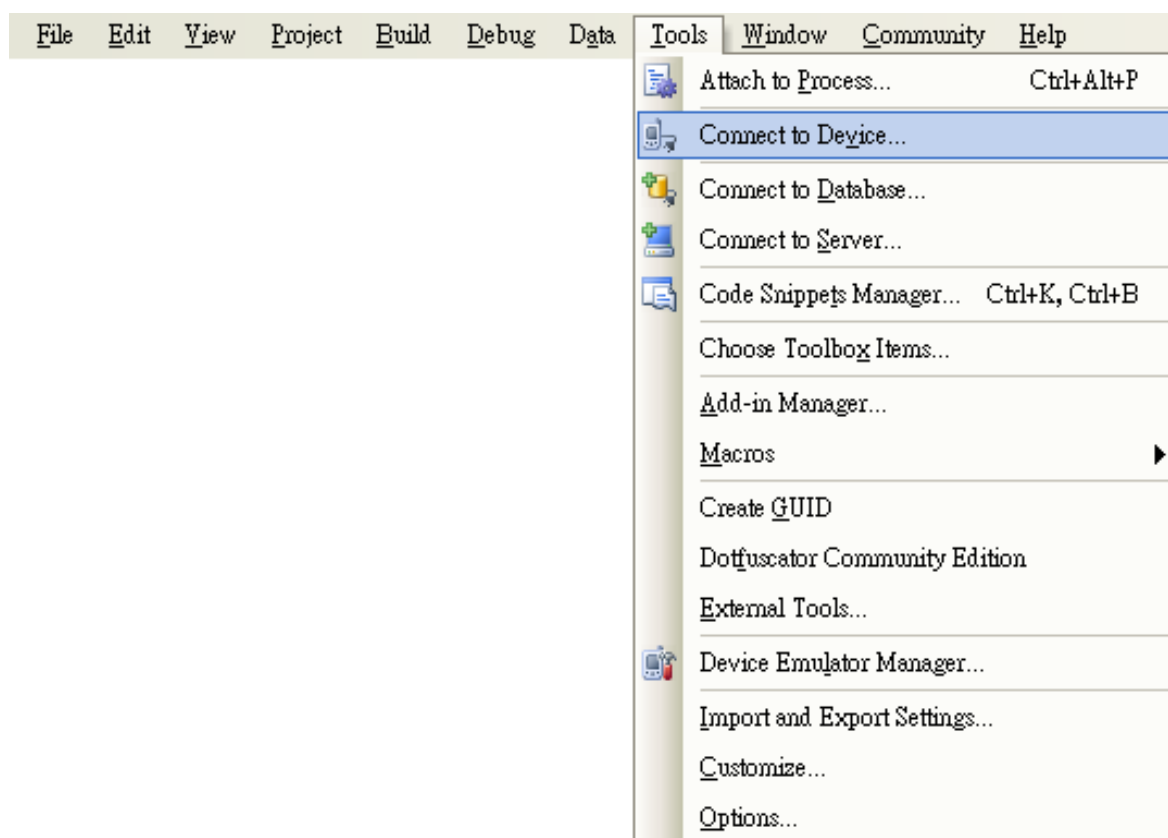 File Edit View Project Build Debug Data Tools Window Community Help
Attach to Process... Ctrl+Alt+P
Connect to Device...
Connect to Database...
Connect to Server...
Code Snippets Manager... Ctrl+K, Ctrl+B
Choose Toolbox Items...
Add-in Manager...
Macros
Create GUID
Dotfuscator Community Edition
External Tools...
Device Emulator Manager...
Import and Export Settings...
Customize...
Options...